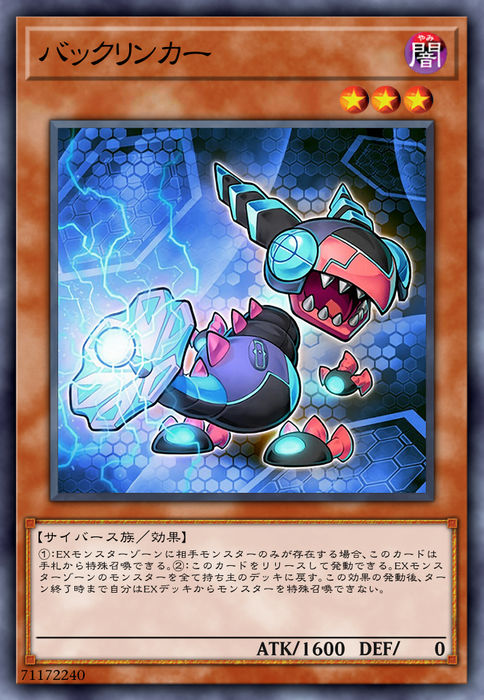 バックリンカー
やみ
闇
【サイバース族／効果】
①:EXモンスターゾーンに相手モンスターのみが存在する場合、このカードは
手札から特殊召喚できる。②:このカードをリリースして発動できる。EXモンス
ターゾーンのモンスターを全て持ち主のデッキに戻す。この効果の発動後、ター
ン終了時まで自分はEXデッキからモンスターを特殊召喚できない。
ATK/1600 DEF/ 0
71172240